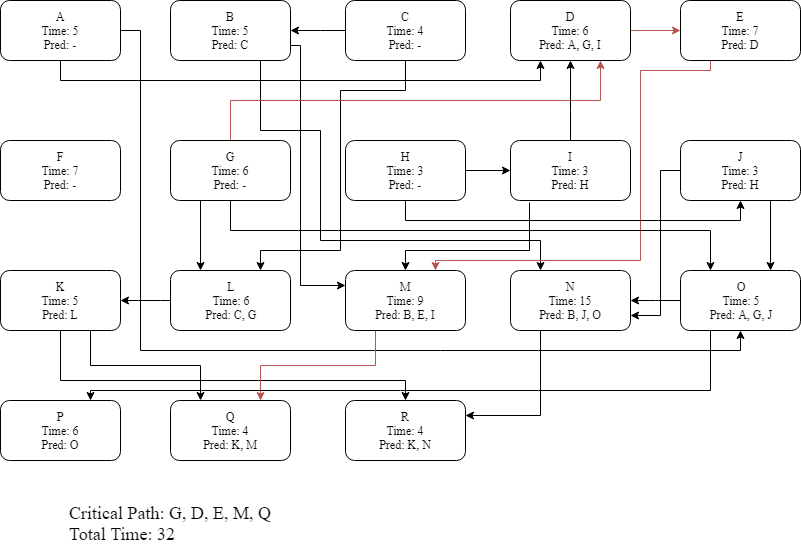 A
Time: 5
Pred: -
B
Time: 5
Pred: C
C
Time: 4
Pred: -
D
Time: 6
Pred: A, G, I
E
Time: 7
Pred: D
F
Time: 7
Pred: -
G
Time: 6
Pred: -
H
Time: 3
Pred: -
I
Time: 3
Pred: H
J
Time: 3
Pred: H
K
Time: 5
Pred: L
L
Time: 6
Pred: C, G
M
Time: 9
Pred: B, E, I
N
Time: 15
Pred: B, J, O
O
Time: 5
Pred: A, G, J
P
Time: 6
Pred: O
Q
Time: 4
Pred: K, M
R
Time: 4
Pred: K, N
Critical Path: G, D, E, M, Q
Total Time: 32